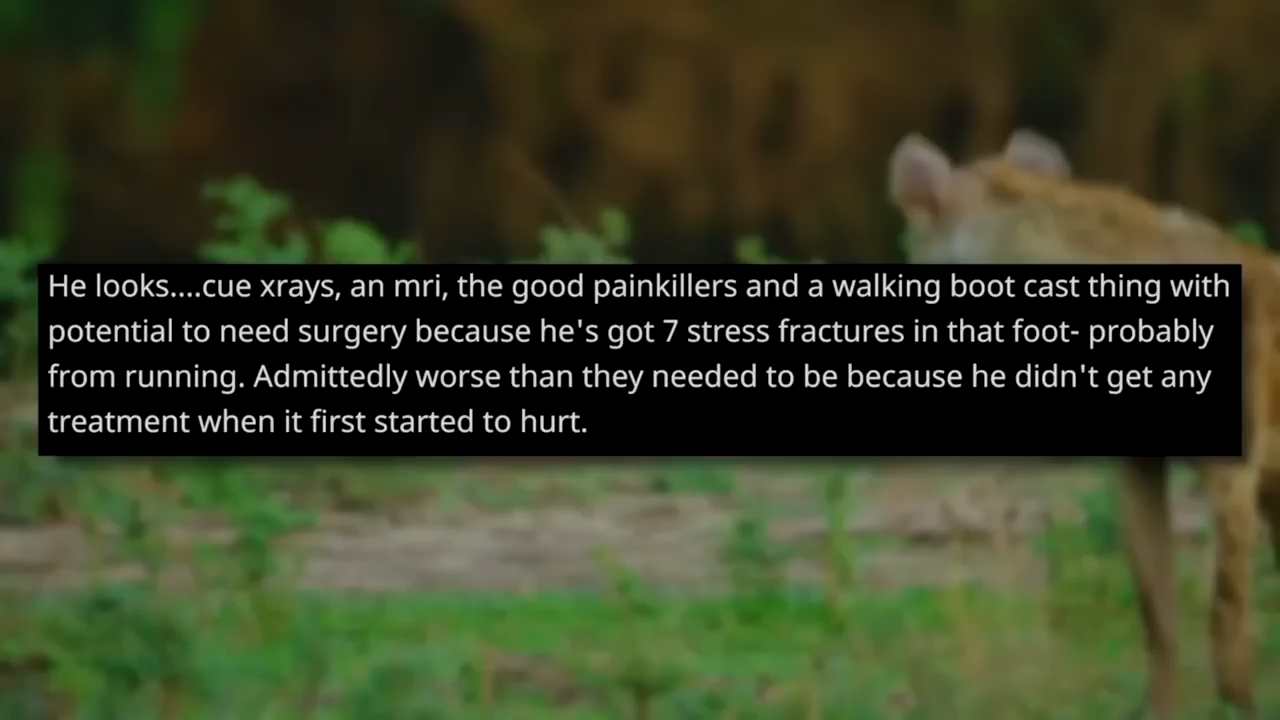 He looks....cue xrays, an mri, the good painkillers and a walking boot cast thing with
potential to need surgery because he's got 7 stress fractures in that foot- probably
from running. Admittedly worse than they needed to be because he didn't get any
treatment when it first started to hurt.